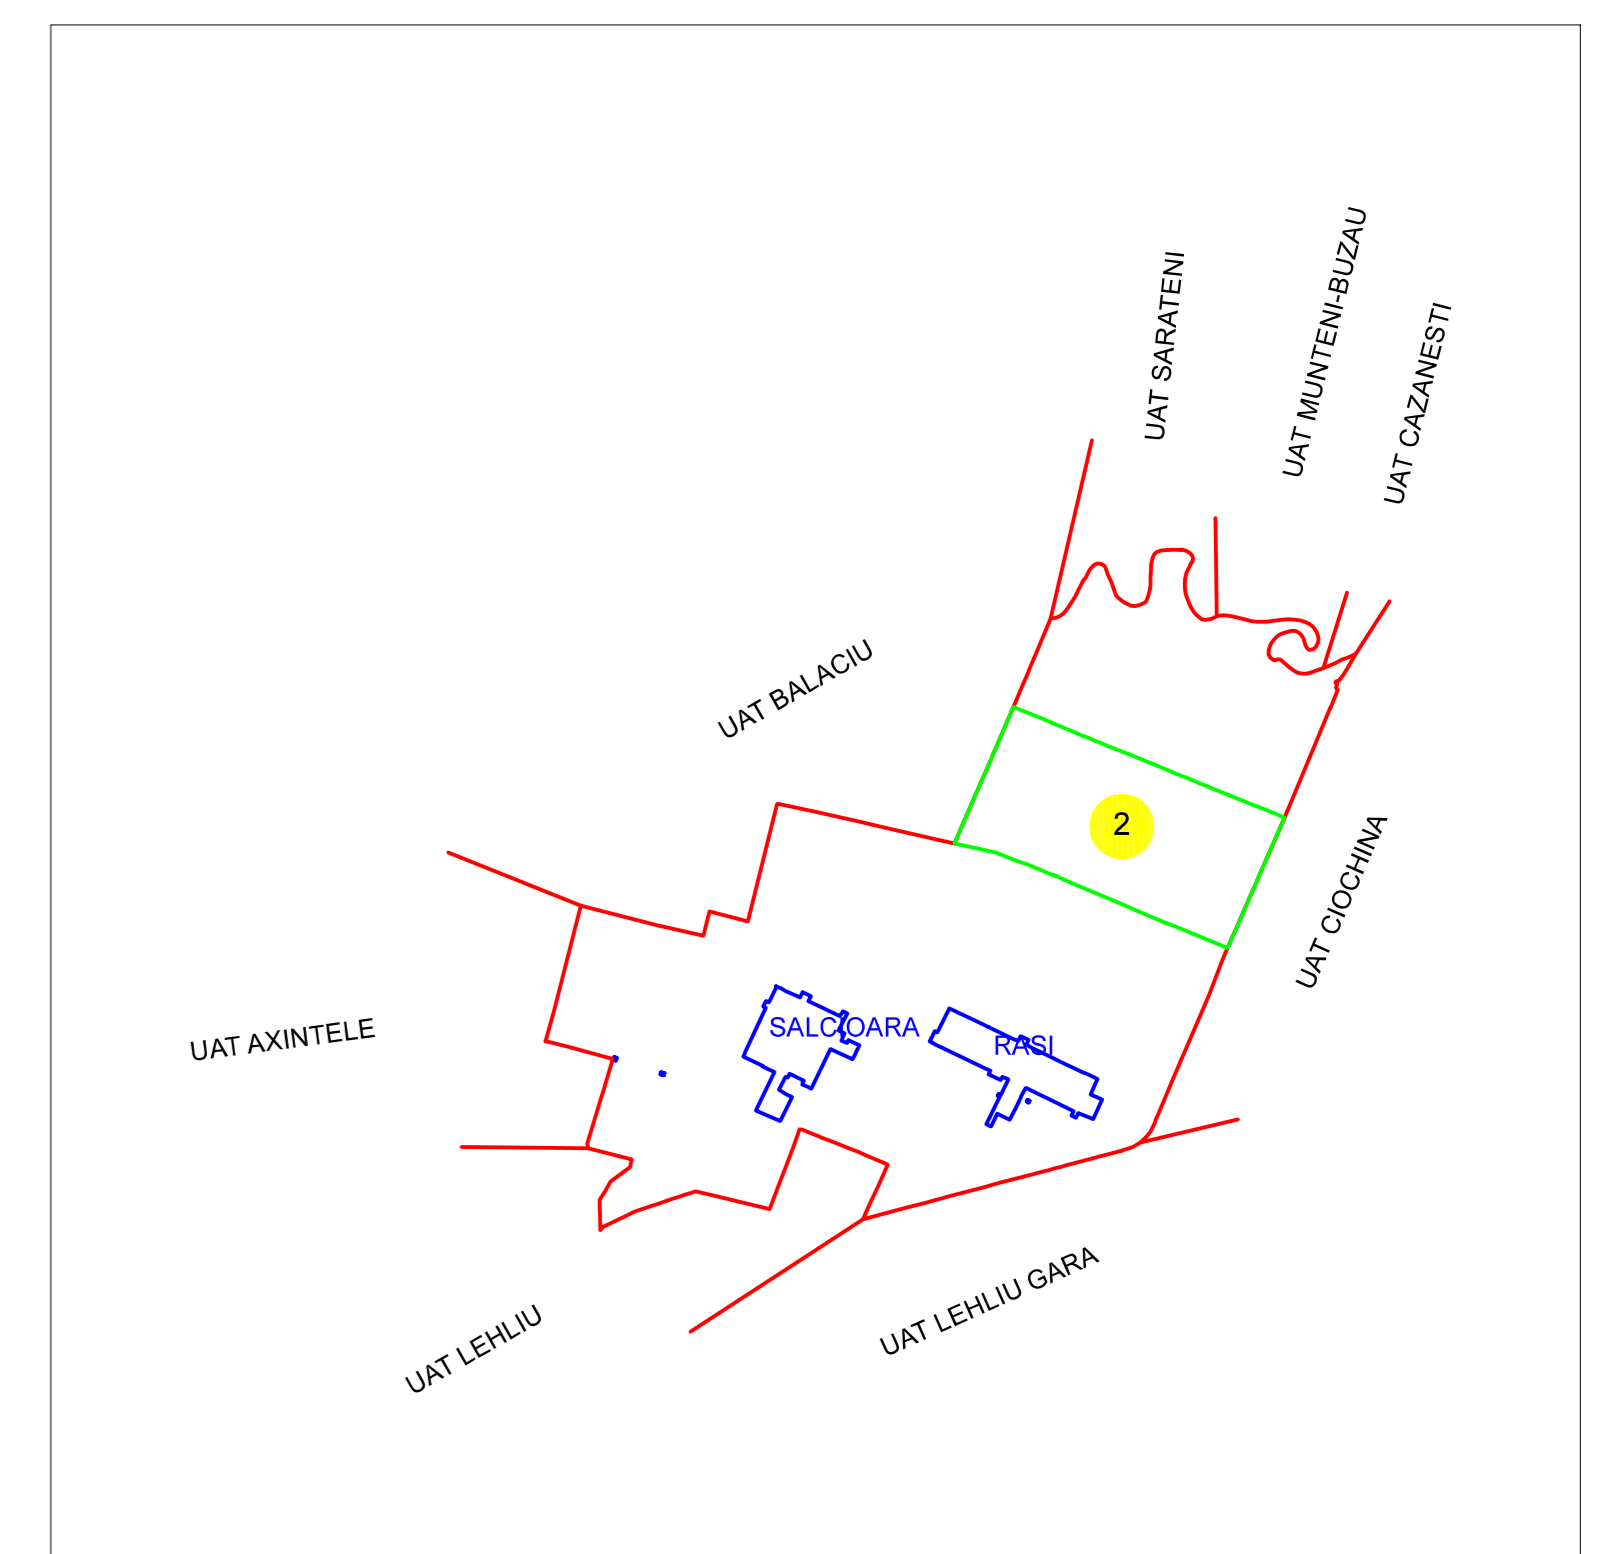 UAT SARATENI
UAT MUNTENI-BUZAU
UAT CAZANESTI
UAT BALACIU
2
UAT CIOCHINA
UAT AXINTELE
SALCIOARA
RASI
UAT LEHLIU
UAT LEHLIU GARA